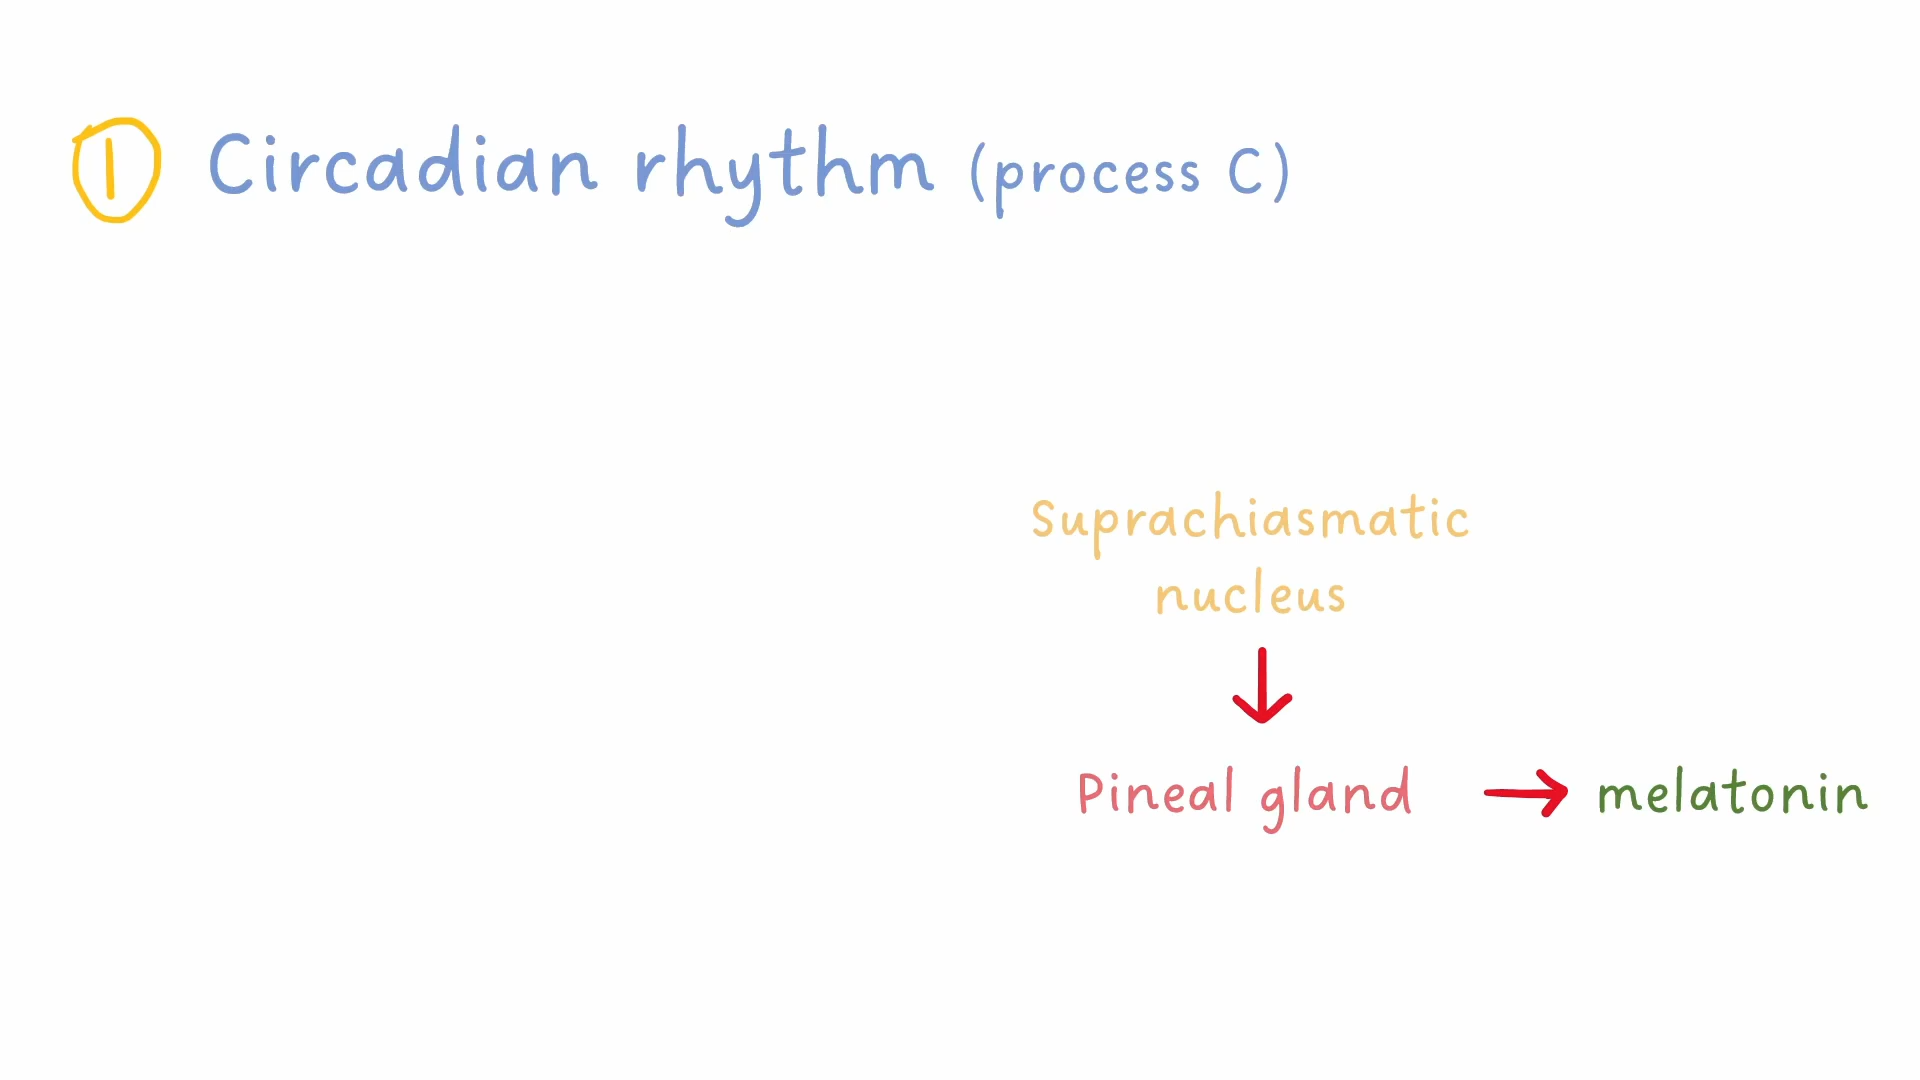 1 Circadian rhythm (process C)
Suprachiasmatic
nucleus
Pineal gland → melatonin